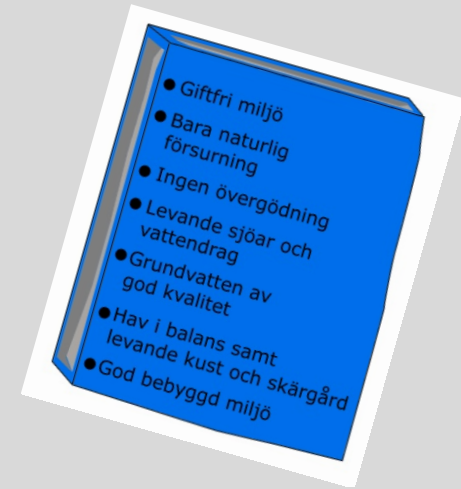 ● Giftfri miljö
● Bara naturlig
försurning
● Ingen övergödning
● Levande sjöar och
vattendrag
● Grundvatten av
god kvalitet
● Hav i balans samt
levande kust och skärgård
● God bebyggd miljö